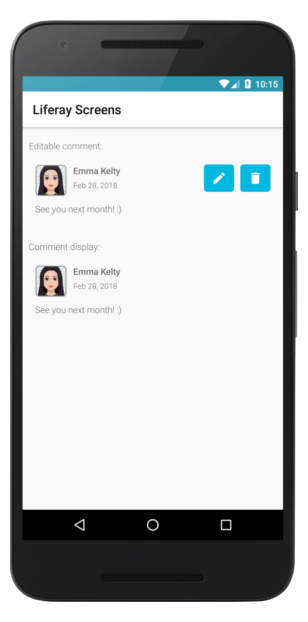 10:15
Liferay Screens
Editable comment:
Emma Kelty
Feb 28, 2018
See you next month! :)
Comment display:
Emma Kelty
Feb 28, 2018
See you next month! :)